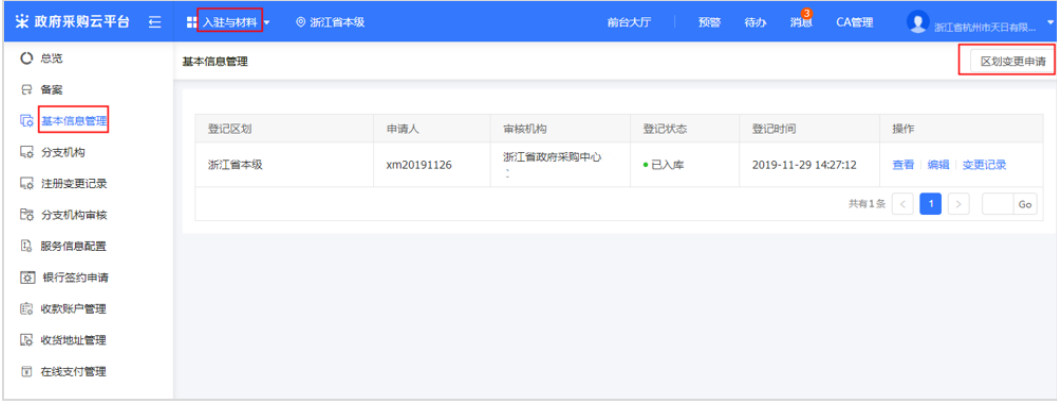 政府采购云平台 入驻与材料 浙江省本级 前台大厅 预警 待办 消息 3 CA管理 浙江省杭州市天目有限...
总览
备案
基本信息管理
分支机构
注册变更记录
分支机构审核
服务信息配置
银行签约申请
收款账户管理
收货地址管理
在线支付管理
基本信息管理 区划变更申请
登记区划 申请人 审核机构 登记状态 登记时间 操作
浙江省本级 xm20191126 浙江省政府采购中心 已入库 2019-11-29 14:27:12 查看 编辑 变更记录
、
共有1条 < 1 > Go